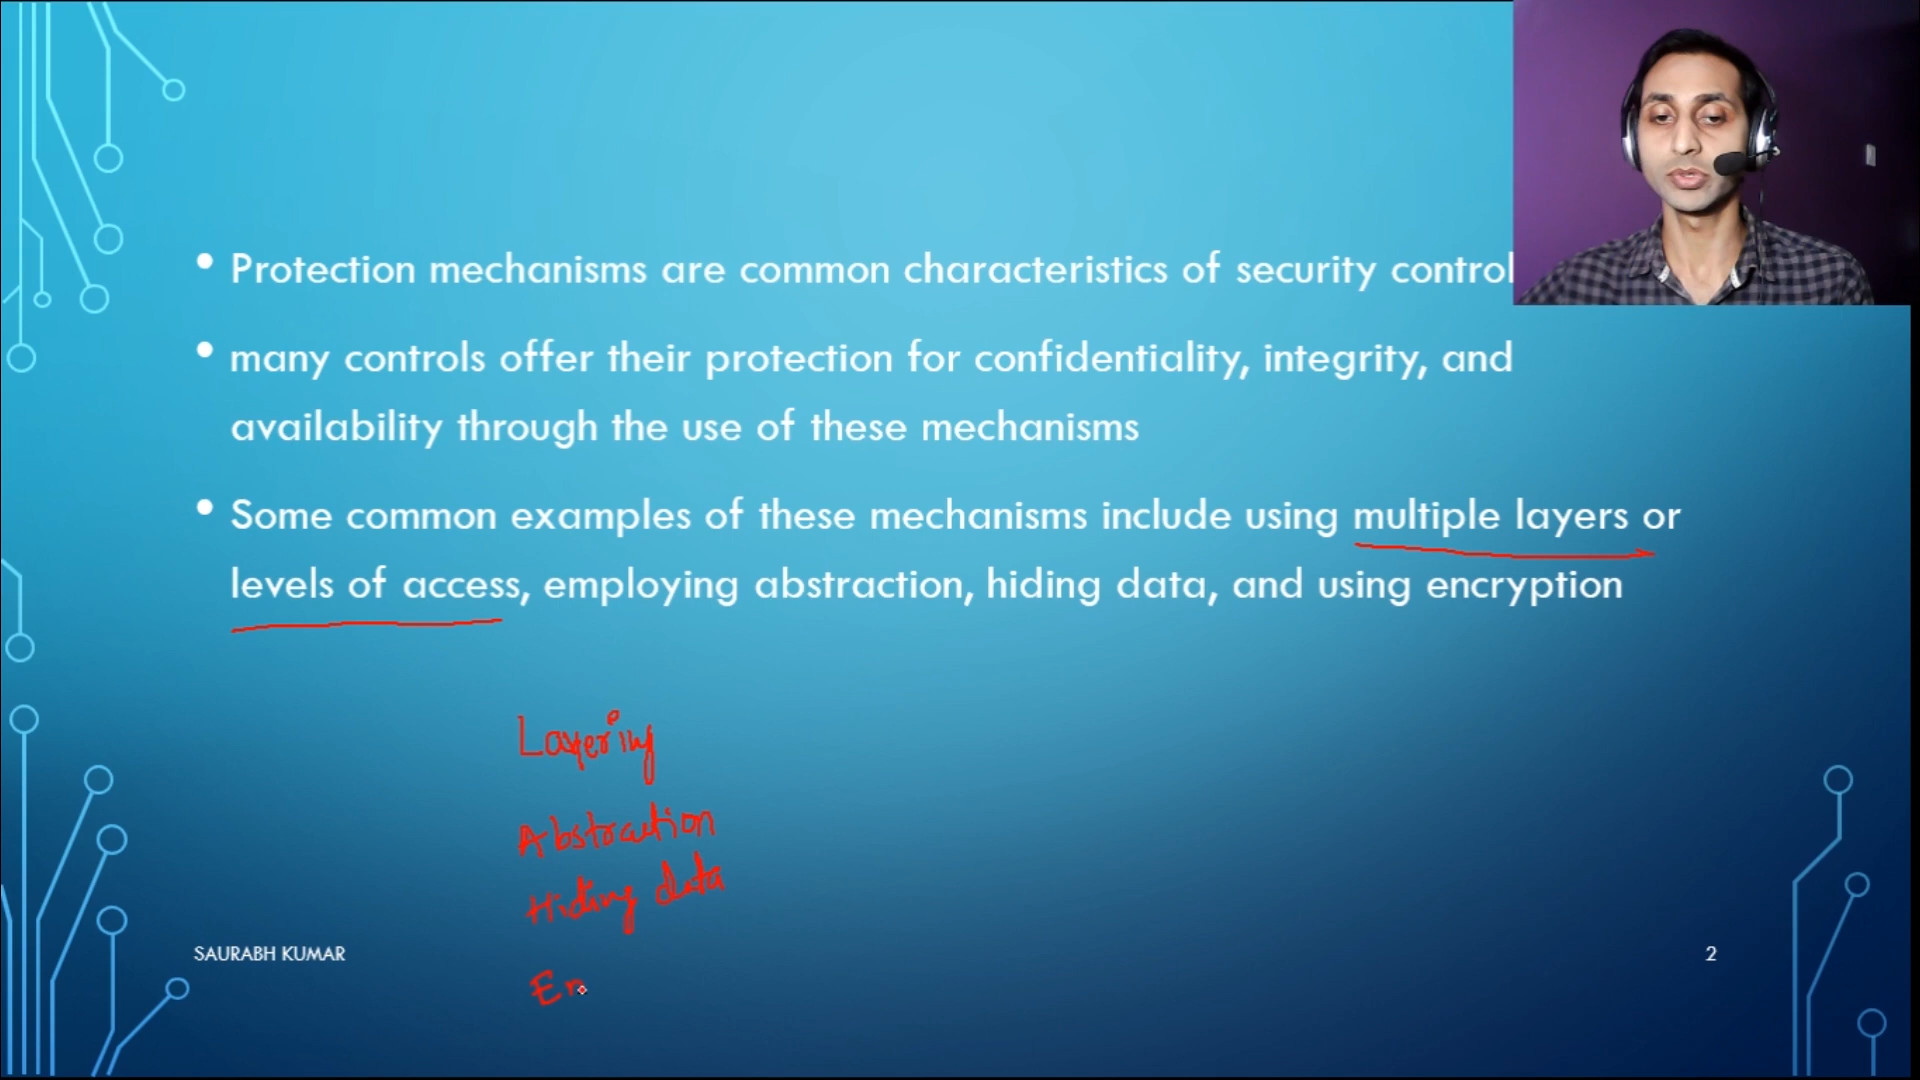 • Protection mechanisms are common characteristics of security control
• many controls offer their protection for confidentiality, integrity, and
availability through the use of these mechanisms
• Some common examples of these mechanisms include using multiple layers or
levels of access, employing abstraction, hiding data, and using encryption
Layering
Abstraction
Hiding data
SAURABH KUMAR
2
En